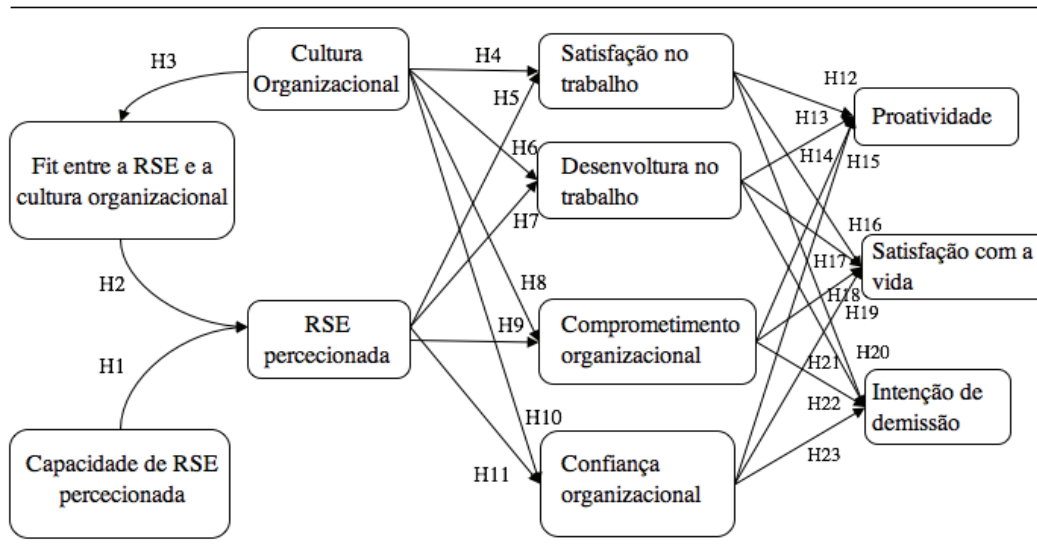 H3
Cultura
Organizacional
H4
H5
Satisfação no
trabalho
H12
H13
Proatividade
Fit entre a RSE e a
cultura organizacional
H6
H7
Desenvoltura no
trabalho
H14
H15
H2
H16
H17
Satisfação com a
vida
RSE
percecionada
H8
H9
Comprometimento
organizacional
H18
H19
H1
H20
H21
Intenção de
demissão
H22
Capacidade de RSE
percecionada
H10
H11
Confiança
organizacional
H23